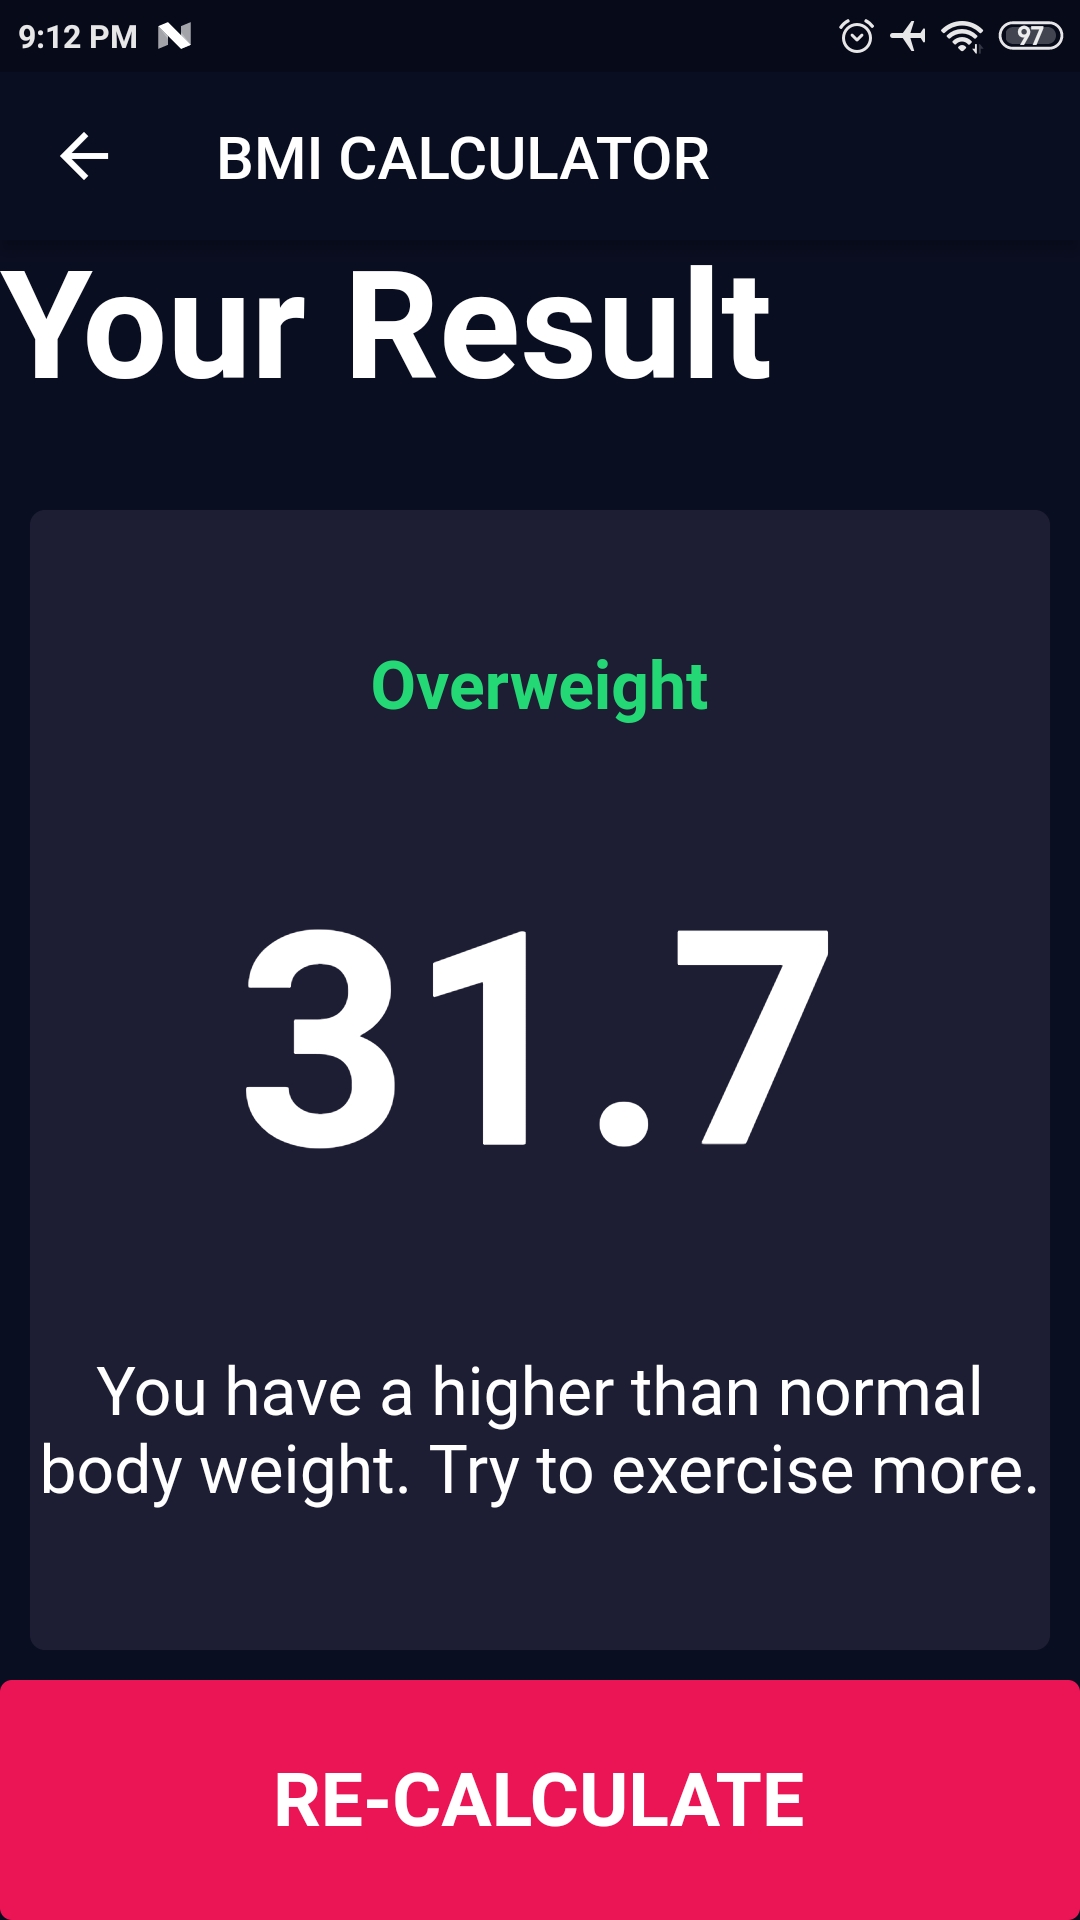 9:12 PM 97
BMI CALCULATOR
Your Result
Overweight
31.7
You have a higher than normal
body weight. Try to exercise more.
RE-CALCULATE